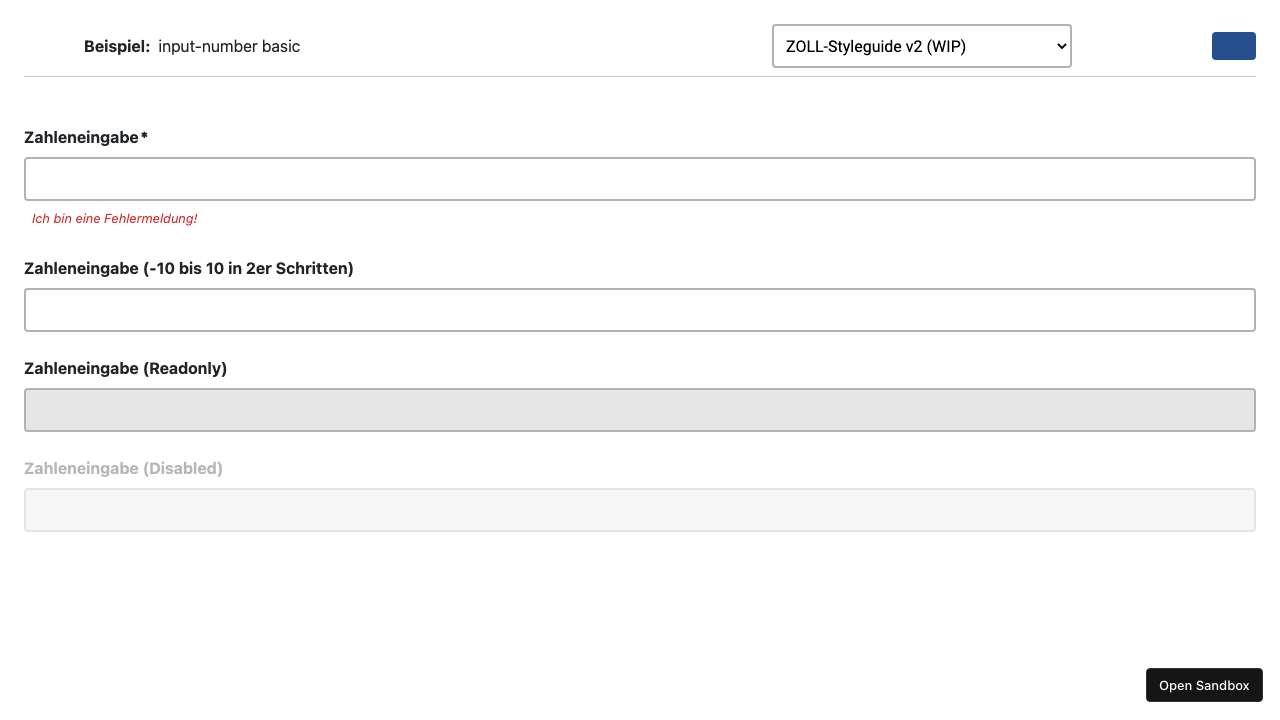 Beispiel: input-number basic
ZOLL-Styleguide v2 (WIP)
Zahleneingabe*
Ich bin eine Fehlermeldung!
Zahleneingabe (-10 bis 10 in 2er Schritten)
Zahleneingabe (Readonly)
Zahleneingabe (Disabled)
Open Sandbox